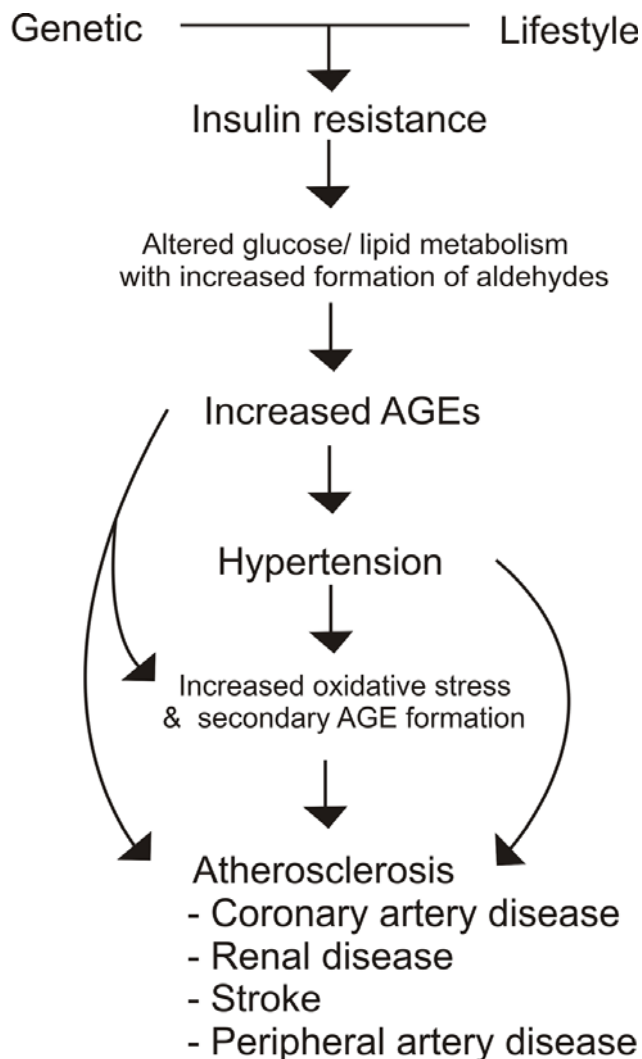 Genetic Lifestyle
Insulin resistance
Altered glucose/ lipid metabolism
with increased formation of aldehydes
Increased AGEs
Hypertension
Increased oxidative stress
& secondary AGE formation
Atherosclerosis
- Coronary artery disease
- Renal disease
- Stroke
- Peripheral artery disease